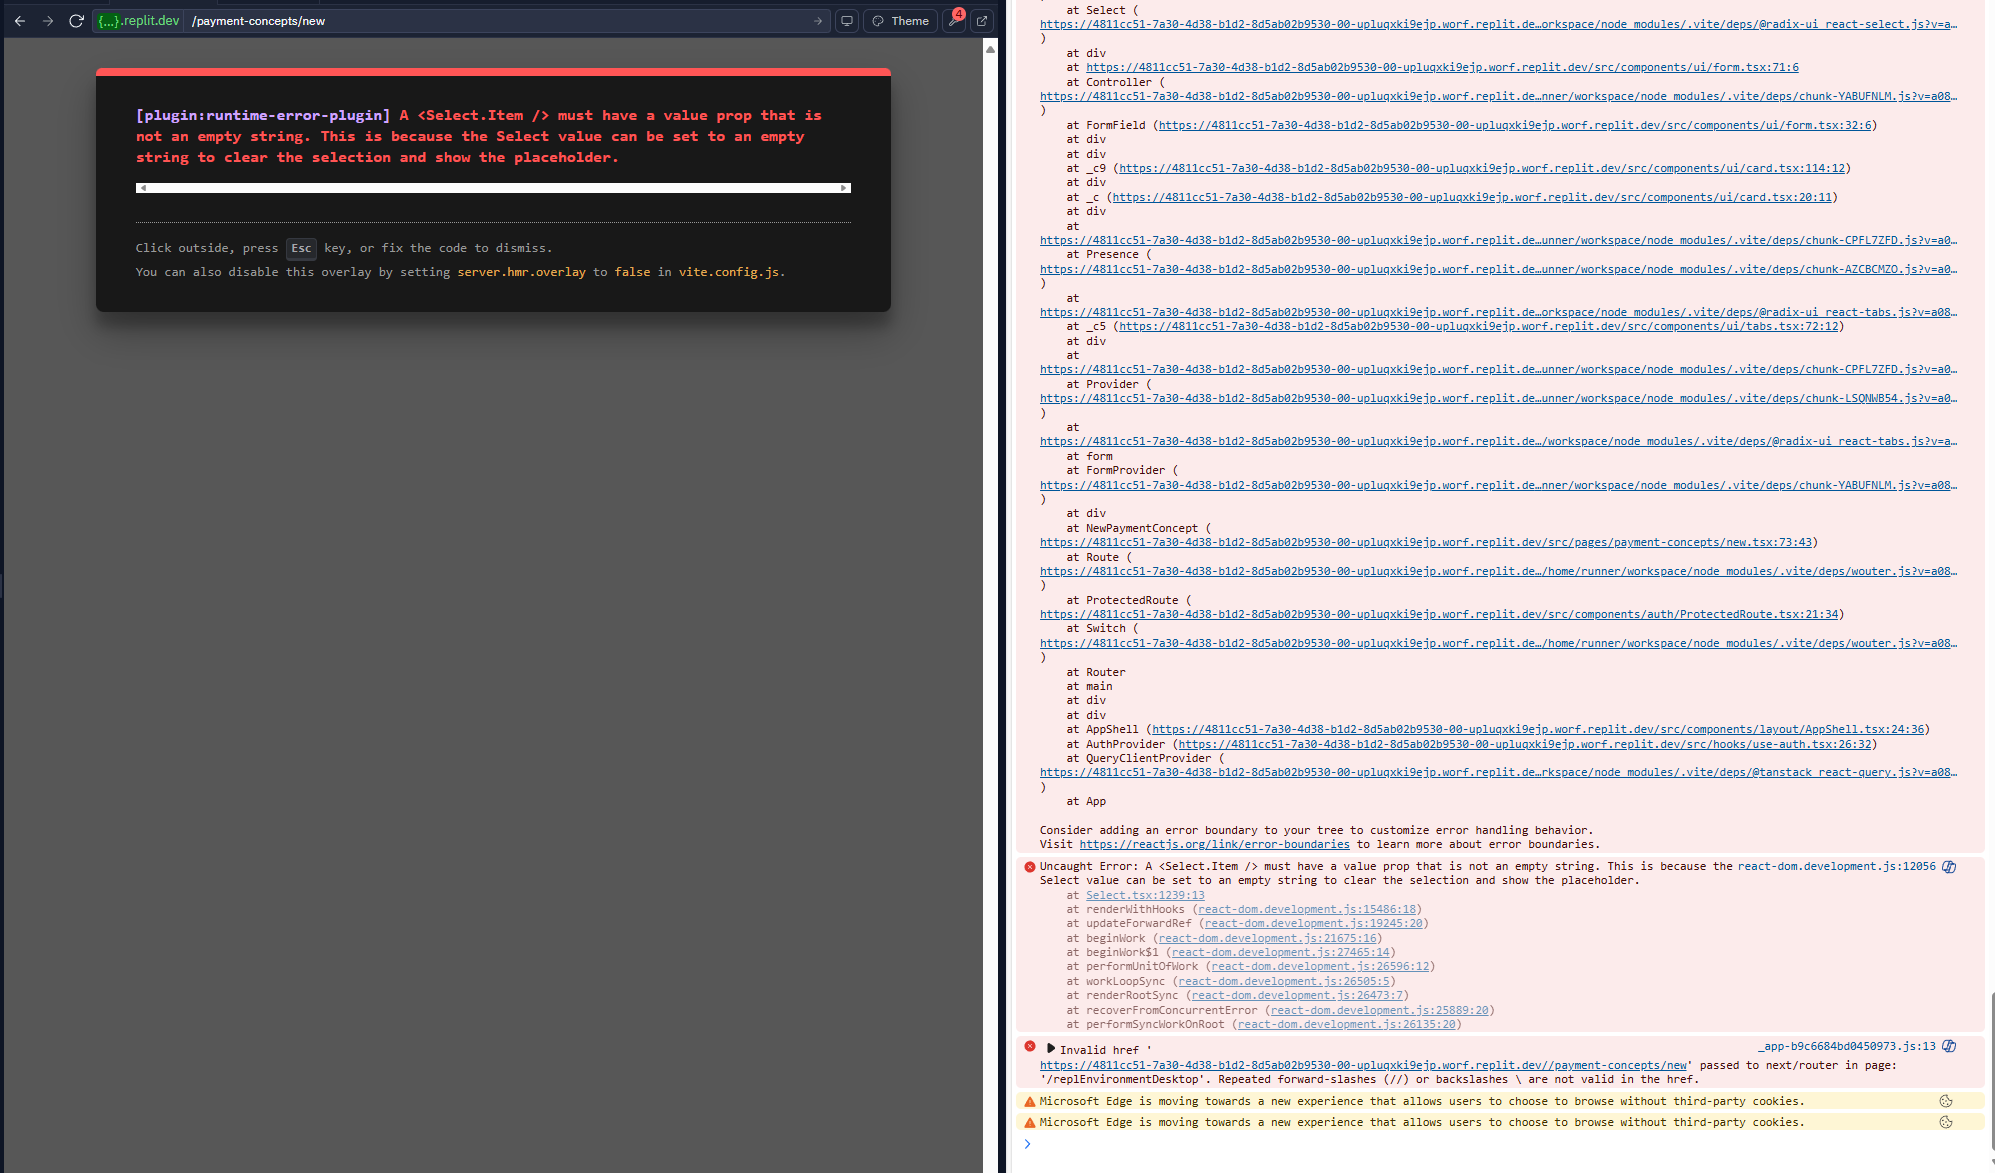 {...}.replit.dev /payment-concepts/new
Theme
4
[plugin:runtime-error-plugin] A <Select.Item /> must have a value prop that is
not an empty string. This is because the Select value can be set to an empty
string to clear the selection and show the placeholder.
Click outside, press Esc key, or fix the code to dismiss.
You can also disable this overlay by setting server.hmr.overlay to false in vite.config.js.
at Select (
https://4811cc51-7a30-4d38-b1d2-8d5ab02b9530-00-upluqxki9ejp.worf.replit.de…orkspace/node_modules/.vite/deps/@radix-ui_react-select.js?v=a…
)
at div
at https://4811cc51-7a30-4d38-b1d2-8d5ab02b9530-00-upluqxki9ejp.worf.replit.dev/src/components/ui/form.tsx:71:6
at Controller (
https://4811cc51-7a30-4d38-b1d2-8d5ab02b9530-00-upluqxki9ejp.worf.replit.de…nner/workspace/node_modules/.vite/deps/chunk-YABUFNLM.js?v=a08…
)
at FormField (https://4811cc51-7a30-4d38-b1d2-8d5ab02b9530-00-upluqxki9ejp.worf.replit.dev/src/components/ui/form.tsx:32:6)
at div
at div
at _c9 (https://4811cc51-7a30-4d38-b1d2-8d5ab02b9530-00-upluqxki9ejp.worf.replit.dev/src/components/ui/card.tsx:114:12)
at div
at _c (https://4811cc51-7a30-4d38-b1d2-8d5ab02b9530-00-upluqxki9ejp.worf.replit.dev/src/components/ui/card.tsx:20:11)
at div
at
https://4811cc51-7a30-4d38-b1d2-8d5ab02b9530-00-upluqxki9ejp.worf.replit.de…unner/workspace/node_modules/.vite/deps/chunk-CPFL7ZFD.js?v=a0…
at Presence (
https://4811cc51-7a30-4d38-b1d2-8d5ab02b9530-00-upluqxki9ejp.worf.replit.de…unner/workspace/node_modules/.vite/deps/chunk-AZCBCMZO.js?v=a0…
)
at
https://4811cc51-7a30-4d38-b1d2-8d5ab02b9530-00-upluqxki9ejp.worf.replit.de…orkspace/node_modules/.vite/deps/@radix-ui_react-tabs.js?v=a08…
at _c5 (https://4811cc51-7a30-4d38-b1d2-8d5ab02b9530-00-upluqxki9ejp.worf.replit.dev/src/components/ui/tabs.tsx:72:12)
at div
at
https://4811cc51-7a30-4d38-b1d2-8d5ab02b9530-00-upluqxki9ejp.worf.replit.de…unner/workspace/node_modules/.vite/deps/chunk-CPFL7ZFD.js?v=a0…
at Provider (
https://4811cc51-7a30-4d38-b1d2-8d5ab02b9530-00-upluqxki9ejp.worf.replit.de…unner/workspace/node_modules/.vite/deps/chunk-LSQNWB54.js?v=a0…
)
at
https://4811cc51-7a30-4d38-b1d2-8d5ab02b9530-00-upluqxki9ejp.worf.replit.de…/workspace/node_modules/.vite/deps/@radix-ui_react-tabs.js?v=a…
at form
at FormProvider (
https://4811cc51-7a30-4d38-b1d2-8d5ab02b9530-00-upluqxki9ejp.worf.replit.de…nner/workspace/node_modules/.vite/deps/chunk-YABUFNLM.js?v=a08…
)
at div
at NewPaymentConcept (
https://4811cc51-7a30-4d38-b1d2-8d5ab02b9530-00-upluqxki9ejp.worf.replit.dev/src/pages/payment-concepts/new.tsx:73:43)
at Route (
https://4811cc51-7a30-4d38-b1d2-8d5ab02b9530-00-upluqxki9ejp.worf.replit.de…/home/runner/workspace/node_modules/.vite/deps/wouter.js?v=a08…
)
at ProtectedRoute (
https://4811cc51-7a30-4d38-b1d2-8d5ab02b9530-00-upluqxki9ejp.worf.replit.dev/src/components/auth/ProtectedRoute.tsx:21:34)
at Switch (
https://4811cc51-7a30-4d38-b1d2-8d5ab02b9530-00-upluqxki9ejp.worf.replit.de…/home/runner/workspace/node_modules/.vite/deps/wouter.js?v=a08…
)
at Router
at main
at div
at div
at AppShell (https://4811cc51-7a30-4d38-b1d2-8d5ab02b9530-00-upluqxki9ejp.worf.replit.dev/src/components/layout/AppShell.tsx:24:36)
at AuthProvider (https://4811cc51-7a30-4d38-b1d2-8d5ab02b9530-00-upluqxki9ejp.worf.replit.dev/src/hooks/use-auth.tsx:26:32)
at QueryClientProvider (
https://4811cc51-7a30-4d38-b1d2-8d5ab02b9530-00-upluqxki9ejp.worf.replit.de…rkspace/node_modules/.vite/deps/@tanstack_react-query.js?v=a08…
)
at App
Consider adding an error boundary to your tree to customize error handling behavior.
Visit https://reactjs.org/link/error-boundaries to learn more about error boundaries.
Uncaught Error: A <Select.Item /> must have a value prop that is not an empty string. This is because the react-dom.development.js:12056
Select value can be set to an empty string to clear the selection and show the placeholder.
at Select.tsx:1239:13
at renderWithHooks (react-dom.development.js:15486:18)
at updateForwardRef (react-dom.development.js:19245:20)
at beginWork (react-dom.development.js:21675:16)
at beginWork$1 (react-dom.development.js:27465:14)
at performUnitOfWork (react-dom.development.js:26596:12)
at workLoopSync (react-dom.development.js:26505:5)
at renderRootSync (react-dom.development.js:26473:7)
at recoverFromConcurrentError (react-dom.development.js:25889:20)
at performSyncWorkOnRoot (react-dom.development.js:26135:20)
Invalid href ' _app-b9c6684bd0450973.js:13
https://4811cc51-7a30-4d38-b1d2-8d5ab02b9530-00-upluqxki9ejp.worf.replit.dev//payment-concepts/new' passed to next/router in page:
'/replEnvironmentDesktop'. Repeated forward-slashes (//) or backslashes \ are not valid in the href.
Microsoft Edge is moving towards a new experience that allows users to choose to browse without third-party cookies.
Microsoft Edge is moving towards a new experience that allows users to choose to browse without third-party cookies.